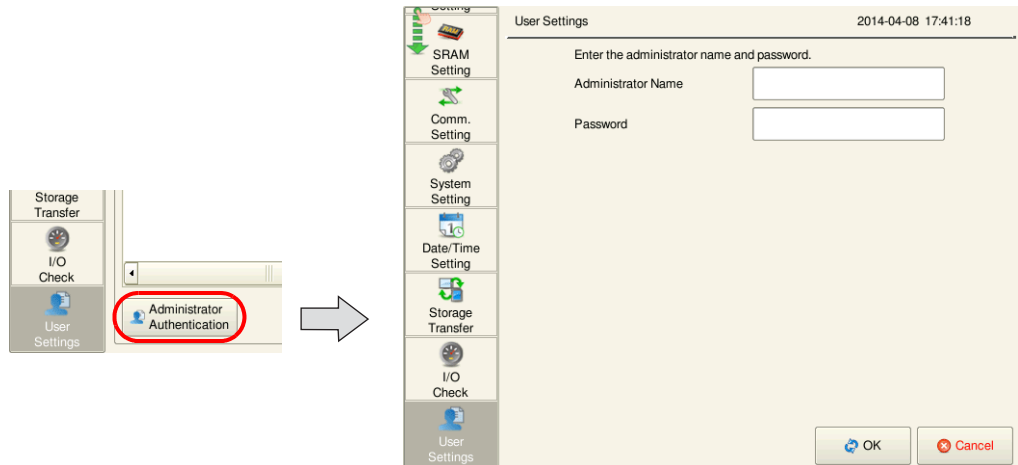 Storage
Transfer
I/O
Check
User
Settings
Administrator
Authentication
Setting
SRAM
Setting
Comm.
Setting
System
Setting
Date/Time
Setting
Storage
Transfer
I/O
Check
User
Settings
User Settings 2014-04-08 17:41:18
Enter the administrator name and password.
Administrator Name
Password
OK Cancel